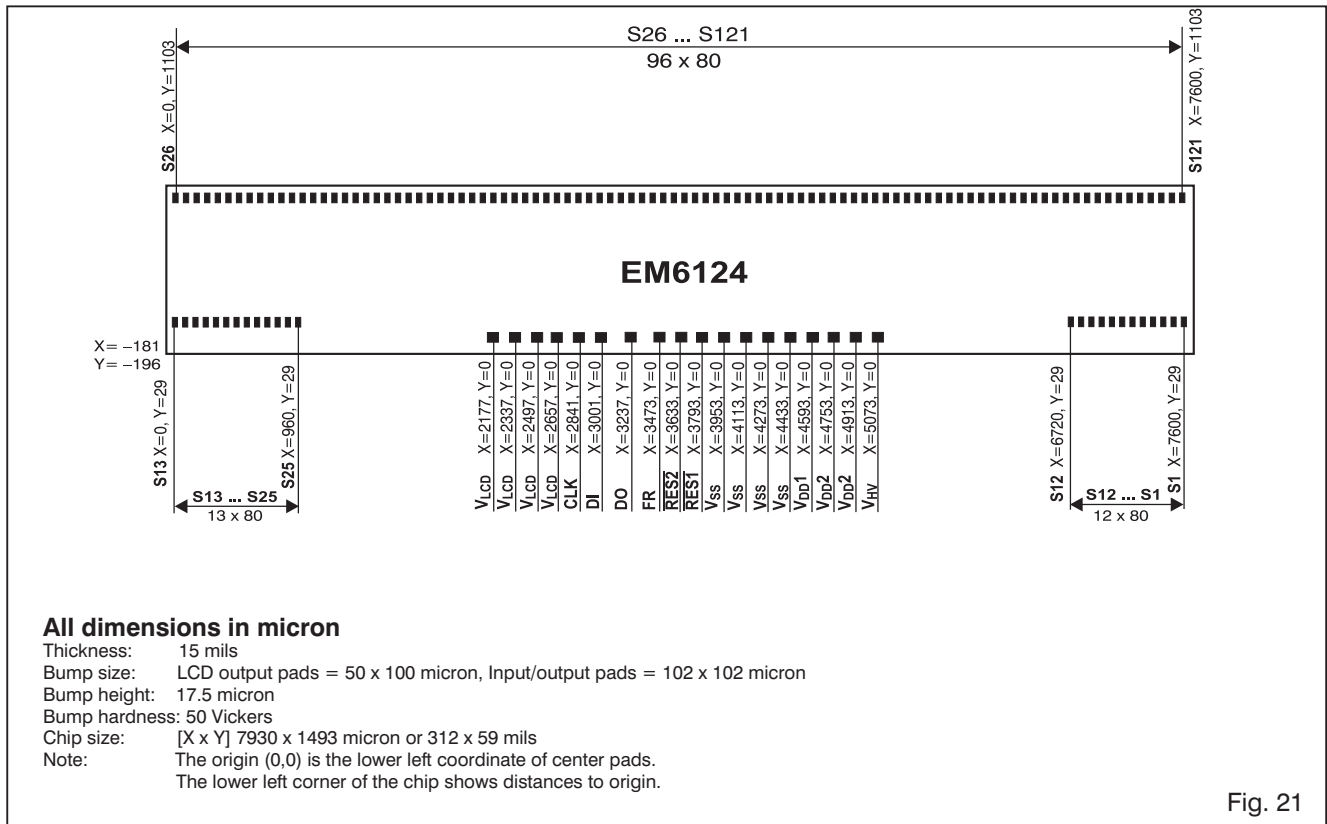 S26 ... S121
96 x 80
S26 X=0, Y=1103
S121 X=7600, Y=1103
EM6124
X= –181
Y= –196
S13 X=0, Y=29
S25 X=960, Y=29
S13 ... S25
13 x 80
VLCD X=2177, Y=0
VLCD X=2337, Y=0
VLCD X=2497, Y=0
VLCD X=2657, Y=0
CLK X=2841, Y=0
DI X=3001, Y=0
DO X=3237, Y=0
FR X=3473, Y=0
RES2 X=3633, Y=0
RES1 X=3793, Y=0
VSS X=3953, Y=0
VSS X=4113, Y=0
VSS X=4273, Y=0
VSS X=4433, Y=0
VDD1 X=4593, Y=0
VDD2 X=4753, Y=0
VDD2 X=4913, Y=0
VHV X=5073, Y=0
S12 X=6720, Y=29
S1 X=7600, Y=29
S12 ... S1
12 x 80
All dimensions in micron
Thickness: 15 mils
Bump size: LCD output pads = 50 x 100 micron, Input/output pads = 102 x 102 micron
Bump height: 17.5 micron
Bump hardness: 50 Vickers
Chip size: [X x Y] 7930 x 1493 micron or 312 x 59 mils
Note: The origin (0,0) is the lower left coordinate of center pads.
The lower left corner of the chip shows distances to origin.
Fig. 21